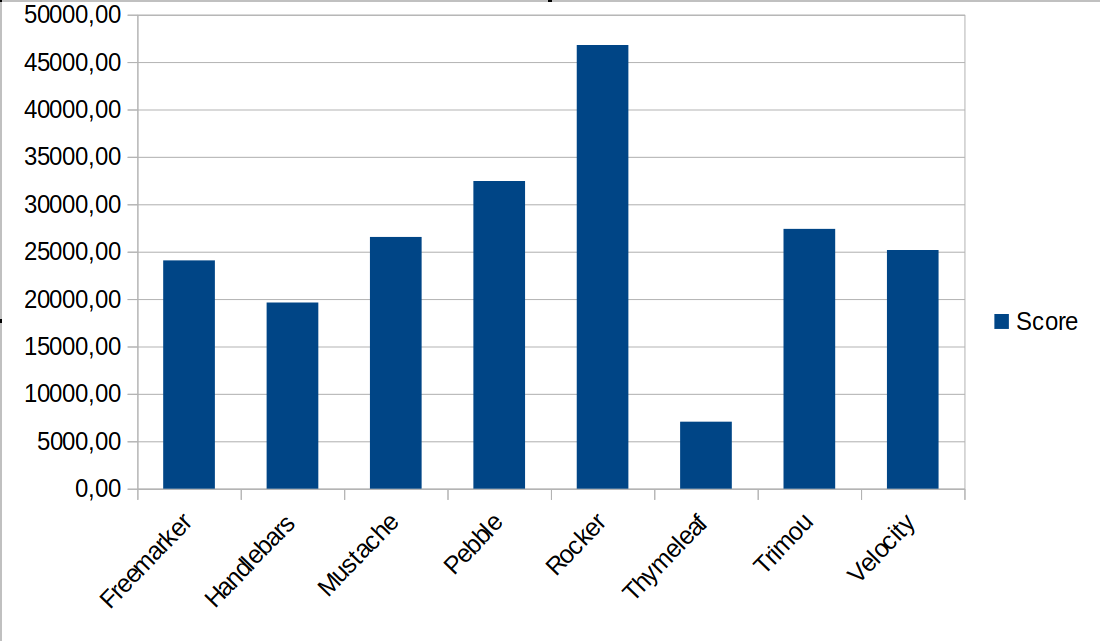 50000,00
45000,00
40000,00
35000,00
30000,00
25000,00
20000,00
15000,00
10000,00
5000,00
0,00
Freemarker
Handlebars
Mustache
Pebble
Rocker
Thymeleaf
Trimou
Velocity
Score